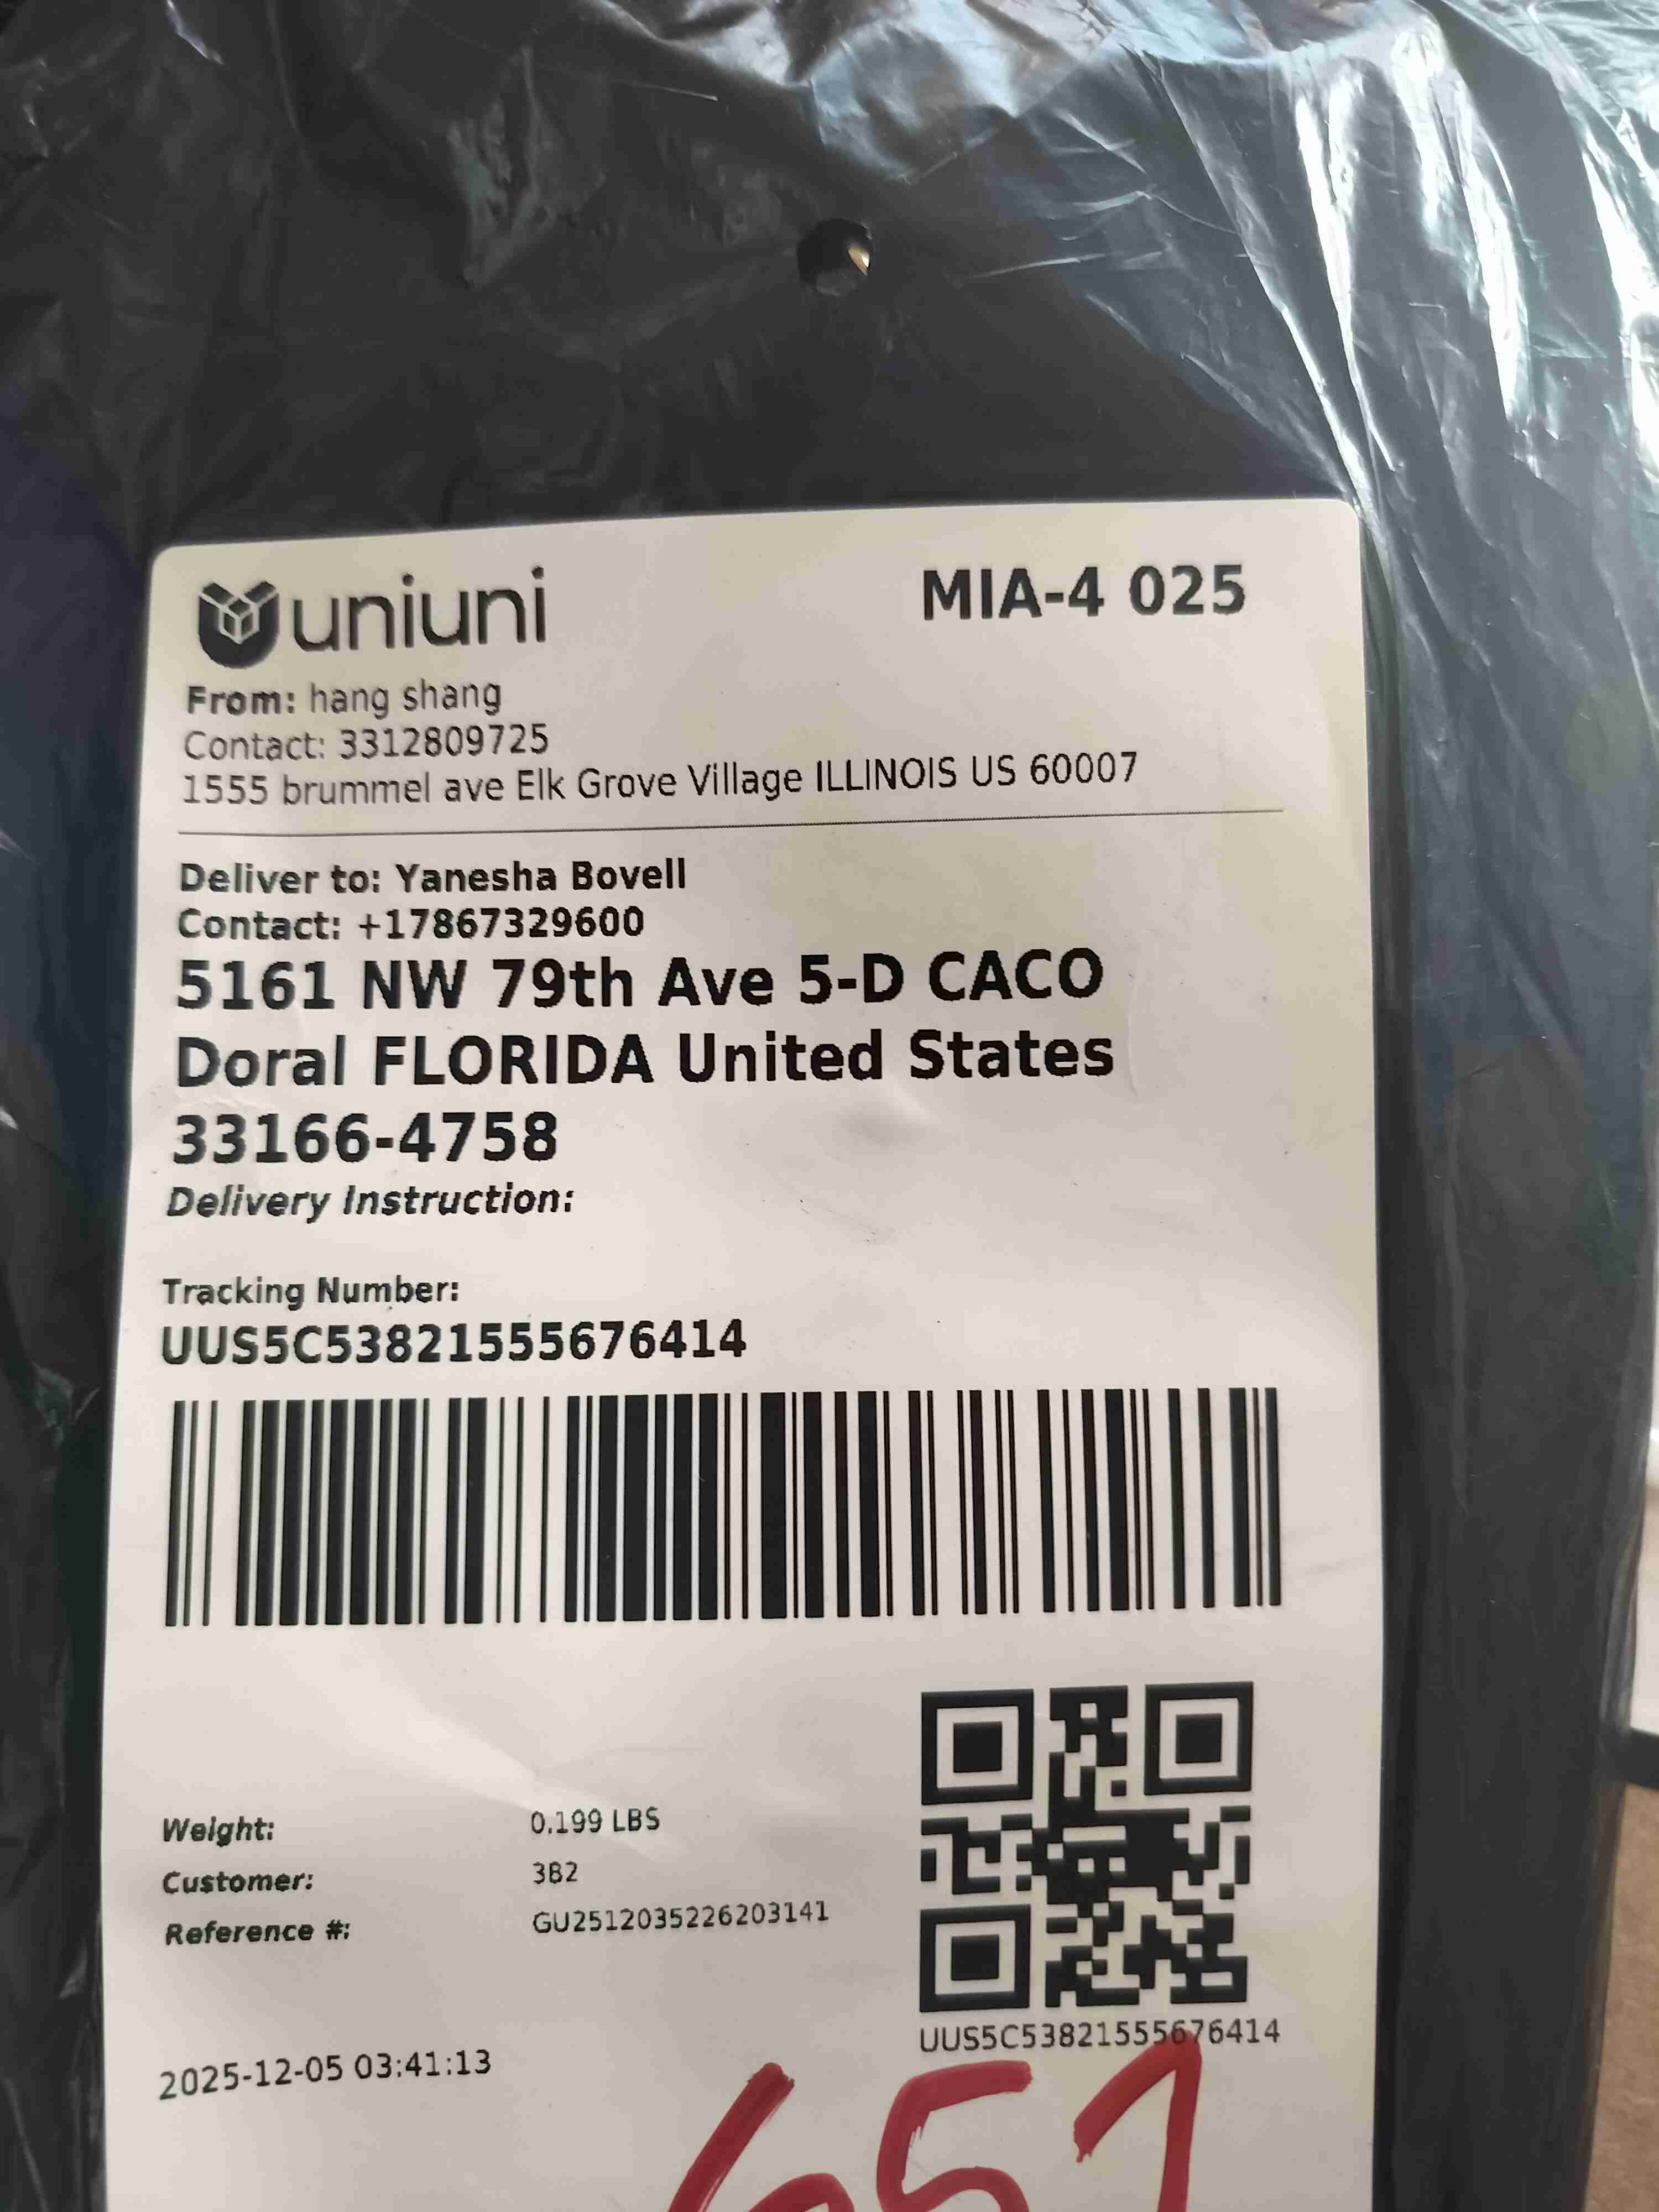 uniuni
MIA-4 025
From: hang shang
Contact: 3312809725
1555 brummel ave Elk Grove Village ILLINOIS US 60007
Deliver to: Yanesha Bovell
Contact: +17867329600
5161 NW 79th Ave 5-D CACO
Doral FLORIDA United States
33166-4758
Delivery Instruction:
Tracking Number:
UUS5C53821555676414
Weight: 0.199 LBS
Customer: 3B2
Reference #: GU2512035226203141
UUS5C53821555676414
2025-12-05 03:41:13
651